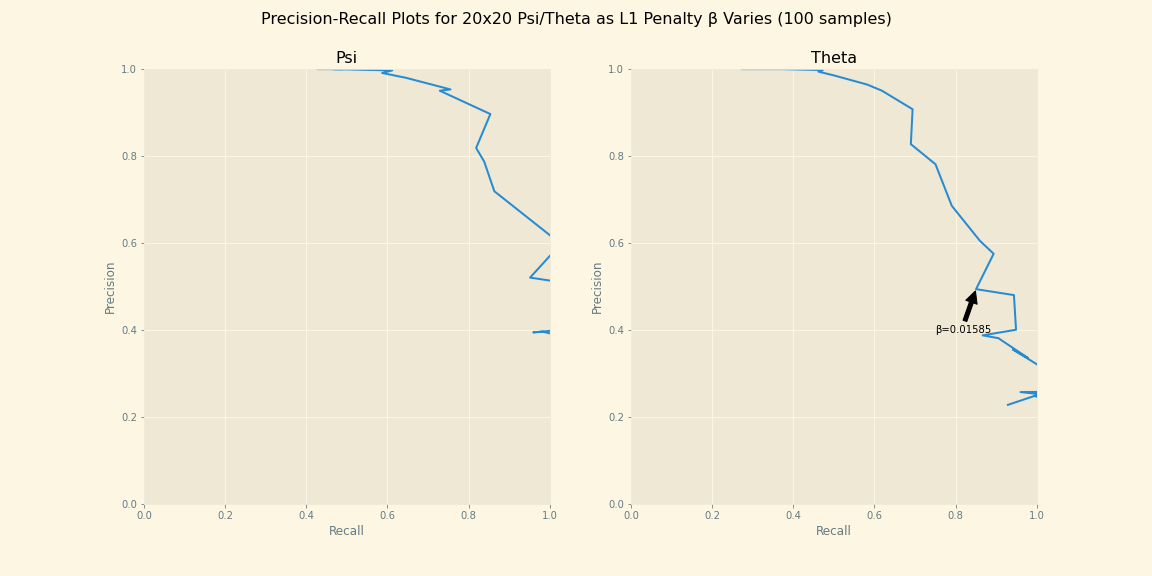 Precision-Recall Plots for 20x20 Psi/Theta as L1 Penalty β Varies (100 samples)
Psi
1.0
0.8
0.6
0.4
0.2
0.0
Precision
0.0 0.2 0.4 0.6 0.8 1.0
Recall
Theta
1.0
0.8
0.6
0.4
0.2
0.0
Precision
β=0.01585
0.0 0.2 0.4 0.6 0.8 1.0
Recall